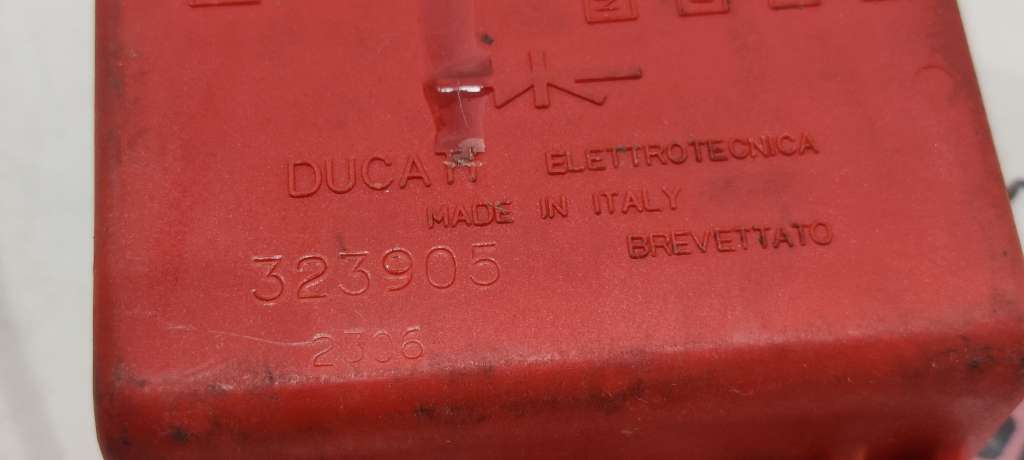 DUCATI ELETTROTECNICA
MADE IN ITALY
BREVETTATO
323905
2306